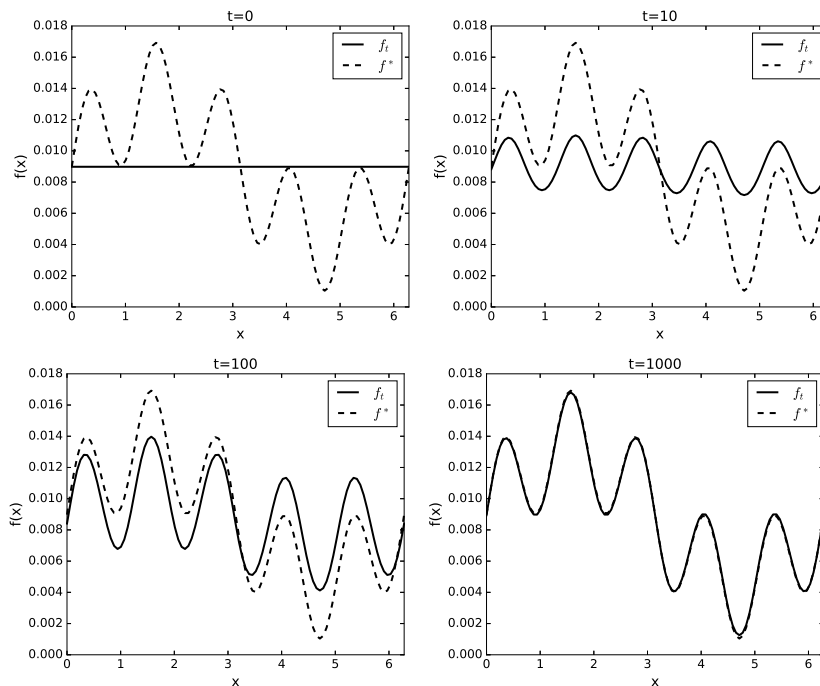 t=0
0.018
0.016
0.014
0.012
0.010
0.008
0.006
0.004
0.002
0.000
f(x)
f_t
f*
0 1 2 3 4 5 6
x
t=10
0.018
0.016
0.014
0.012
0.010
0.008
0.006
0.004
0.002
0.000
f(x)
f_t
f*
0 1 2 3 4 5 6
x
t=100
0.018
0.016
0.014
0.012
0.010
0.008
0.006
0.004
0.002
0.000
f(x)
f_t
f*
0 1 2 3 4 5 6
x
t=1000
0.018
0.016
0.014
0.012
0.010
0.008
0.006
0.004
0.002
0.000
f(x)
f_t
f*
0 1 2 3 4 5 6
x